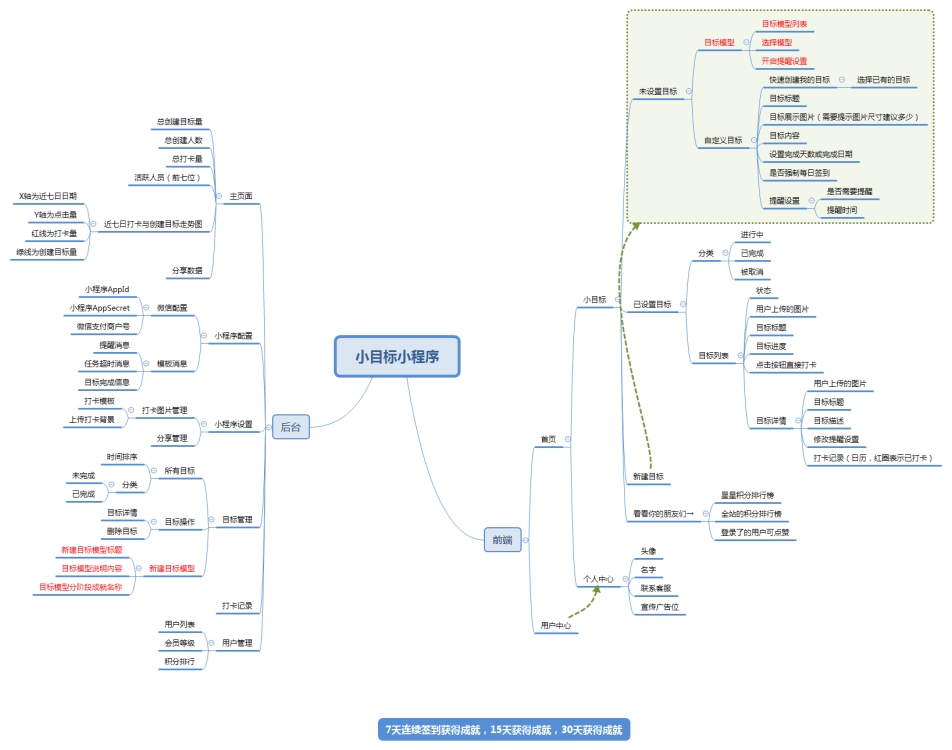 小目标小程序
后台
主页面
总创建目标量
总创建人数
总打卡量
活跃人员（前七位）
近七日打卡与创建目标走势图
X轴为近七日日期
Y轴为点击量
红线为打卡量
绿线为创建目标量
分享数据
小程序配置
微信配置
小程序AppId
小程序AppSecret
微信支付商户号
模板消息
提醒消息
任务超时消息
目标完成信息
小程序设置
打卡图片管理
打卡模板
上传打卡背景
分享管理
目标管理
所有目标
时间排序
分类
未完成
已完成
目标操作
目标详情
删除目标
新建目标模型
新建目标模型标题
目标模型说明内容
目标模型分阶段成就名称
打卡记录
用户管理
用户列表
会员等级
积分排行
前端
首页
小目标
未设置目标
目标模型
目标模型列表
选择模型
开启提醒设置
自定义目标
快速创建我的目标
选择已有的目标
目标标题
目标展示图片（需要提示图片尺寸建议多少）
目标内容
设置完成天数或完成日期
是否强制每日签到
提醒设置
是否需要提醒
提醒时间
已设置目标
分类
进行中
已完成
被取消
目标列表
状态
用户上传的图片
目标标题
目标进度
点击按钮直接打卡
目标详情
用户上传的图片
目标标题
目标描述
修改提醒设置
打卡记录（日历，红圈表示已打卡）
新建目标
看看你的朋友们→
星星积分排行榜
全站的积分排行榜
登录了的用户可点赞
个人中心
头像
名字
联系客服
宣传广告位
用户中心
7天连续签到获得成就，15天获得成就，30天获得成就